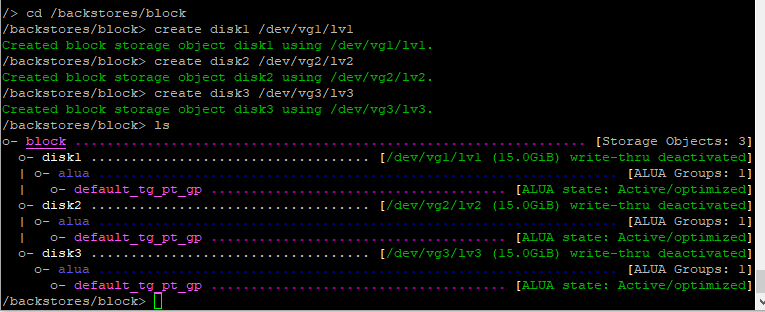 /> cd /backstores/block
/backstores/block> create disk1 /dev/vg1/lv1
Created block storage object disk1 using /dev/vg1/lv1.
/backstores/block> create disk2 /dev/vg2/lv2
Created block storage object disk2 using /dev/vg2/lv2.
/backstores/block> create disk3 /dev/vg3/lv3
Created block storage object disk3 using /dev/vg3/lv3.
/backstores/block> ls
o- block ................................................................ [Storage Objects: 3]
  o- disk1 ................................... [/dev/vg1/lv1 (15.0GiB) write-thru deactivated]
  | o- alua ................................................................. [ALUA Groups: 1]
  |   o- default_tg_pt_gp ..................................... [ALUA state: Active/optimized]
  o- disk2 ................................... [/dev/vg2/lv2 (15.0GiB) write-thru deactivated]
  | o- alua ................................................................. [ALUA Groups: 1]
  |   o- default_tg_pt_gp ..................................... [ALUA state: Active/optimized]
  o- disk3 ................................... [/dev/vg3/lv3 (15.0GiB) write-thru deactivated]
    o- alua ................................................................. [ALUA Groups: 1]
      o- default_tg_pt_gp ..................................... [ALUA state: Active/optimized]
/backstores/block>